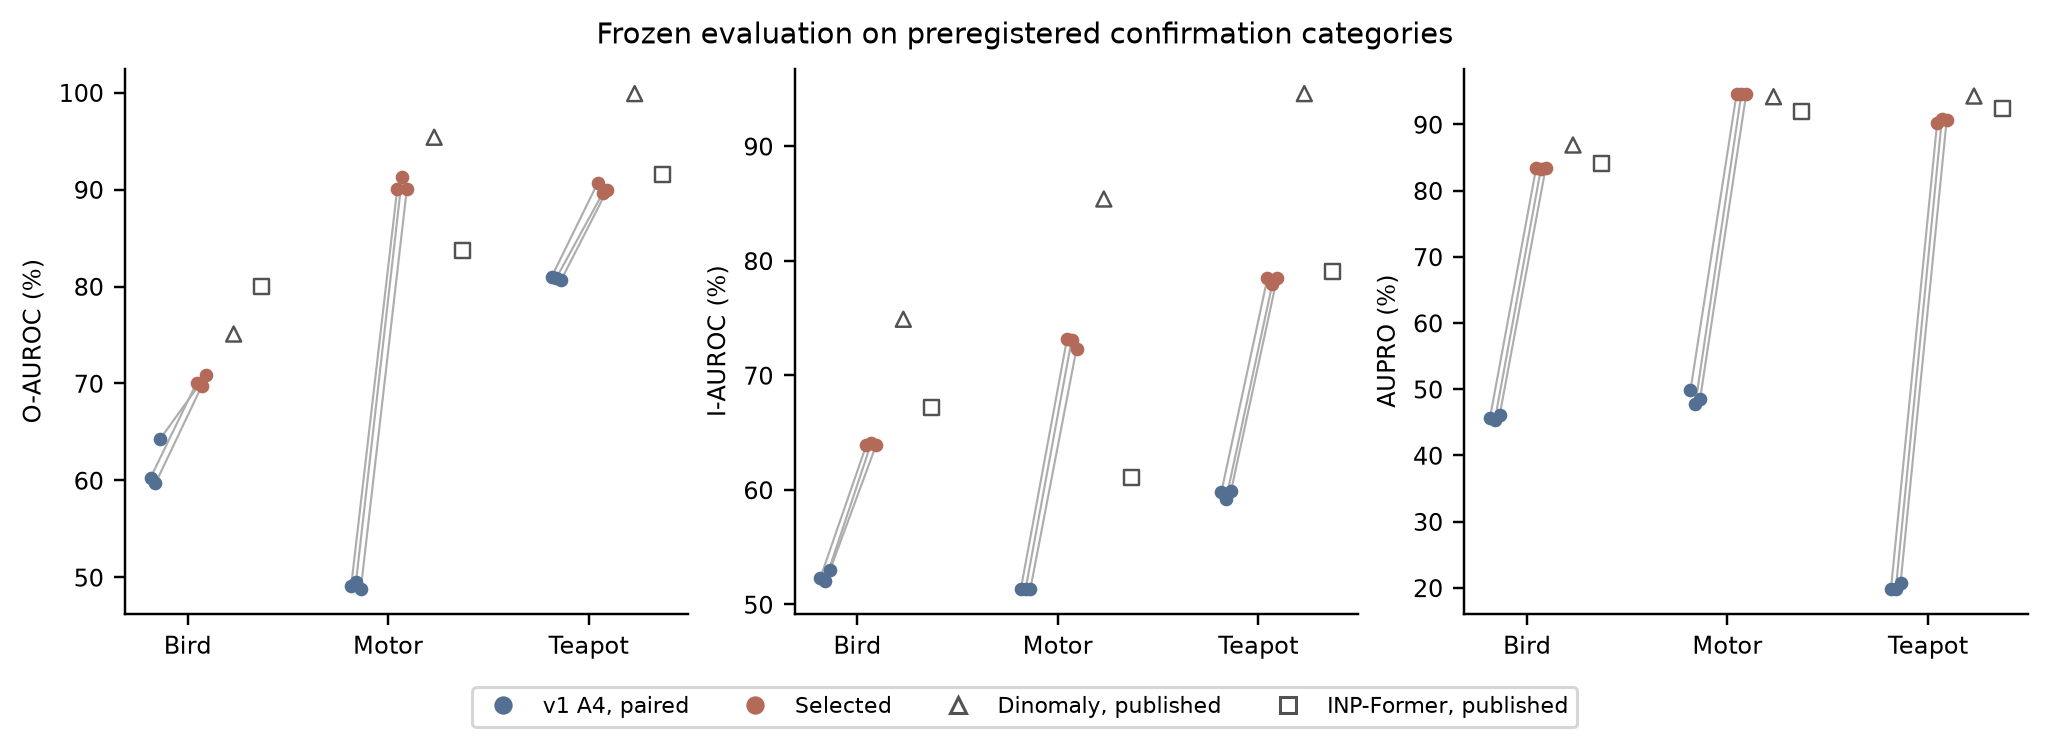 Frozen evaluation on preregistered confirmation categories
O-AUROC (%)
100
90
80
70
60
50
Bird Motor Teapot
I-AUROC (%)
90
80
70
60
50
Bird Motor Teapot
AUPRO (%)
90
80
70
60
50
40
30
20
Bird Motor Teapot
v1 A4, paired Selected Dinomaly, published INP-Former, published